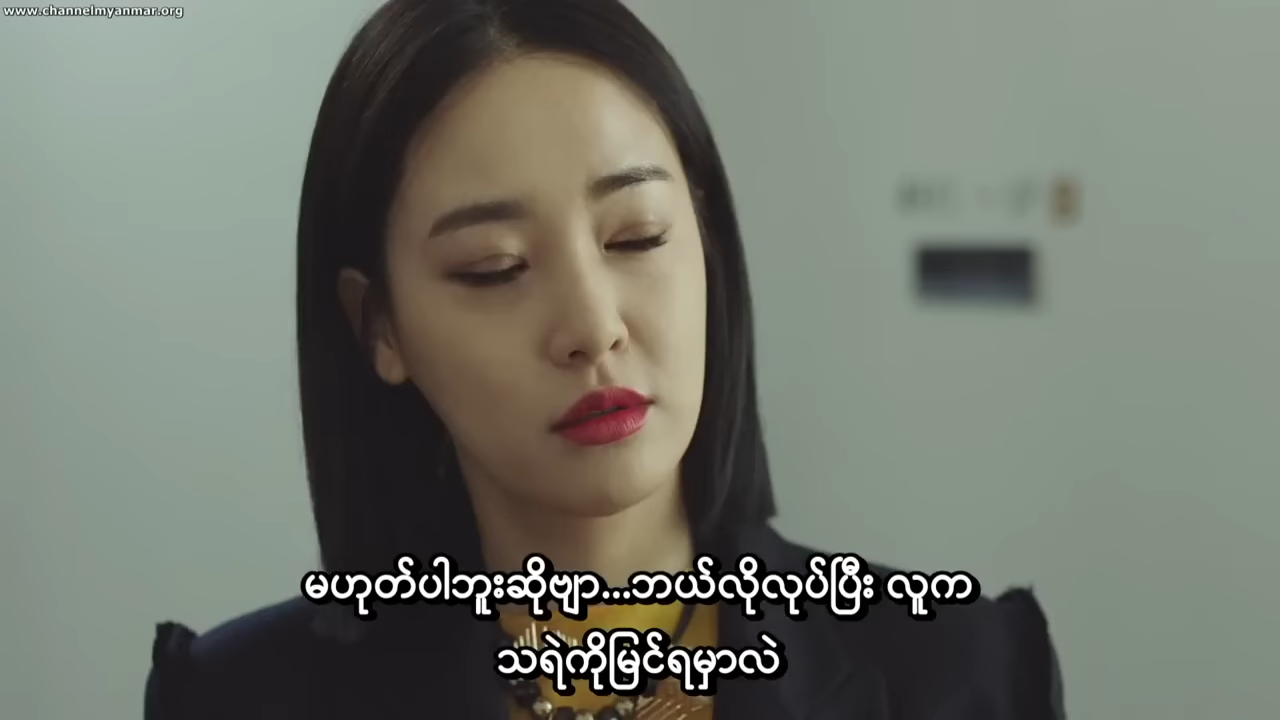 www.channelmyanmar.org
မဟုတ်ပါဘူးဆိုဗျာ...ဘယ်လိုလုပ်ပြီး လူက
သရဲကိုမြင်ရမှာလဲ